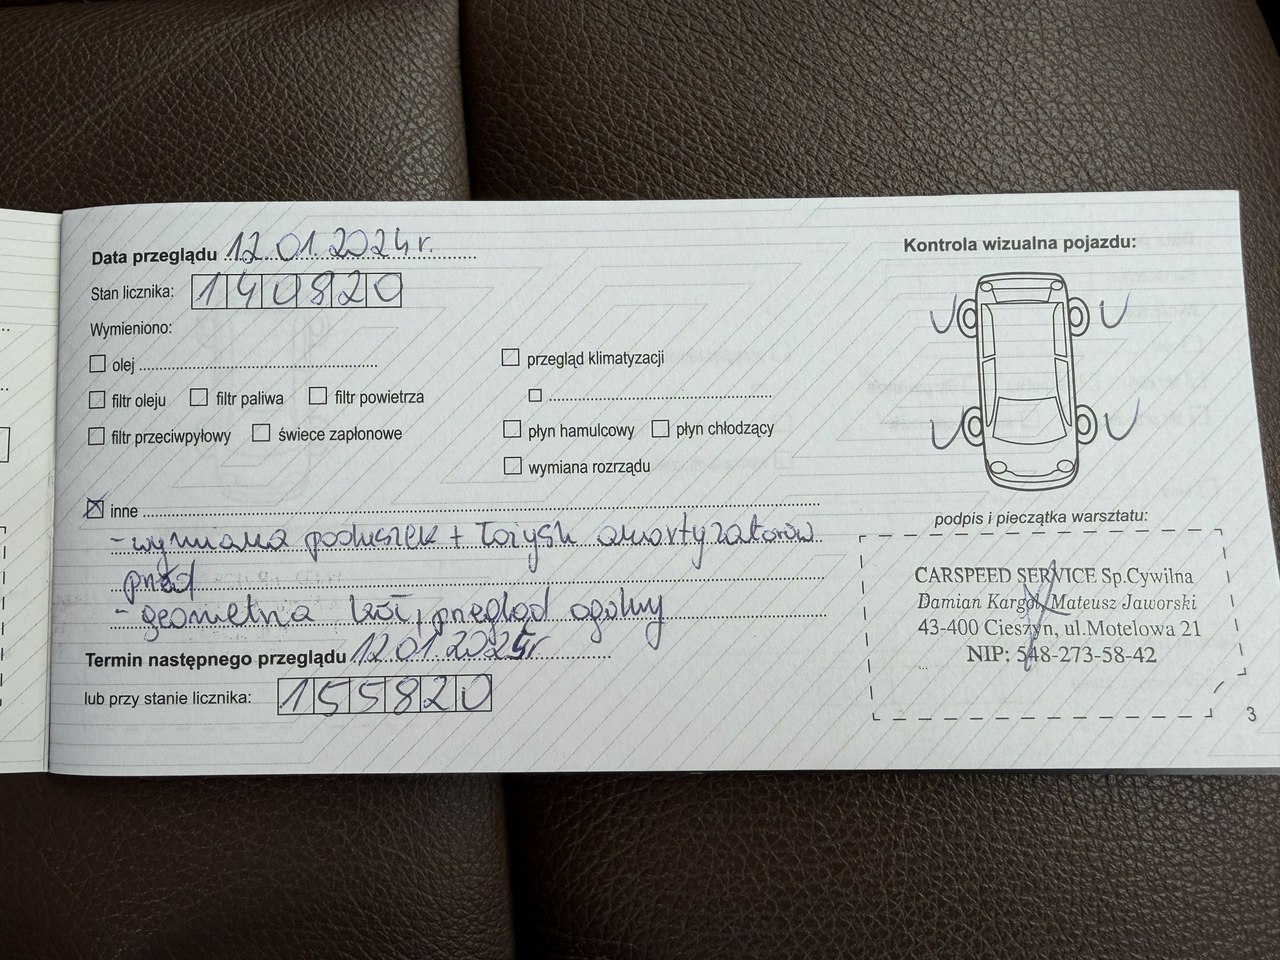 Data przeglądu 12.01.2024r.
Stan licznika: 140820
Wymieniono:
olej
filtr oleju filtr paliwa filtr powietrza
filtr przeciwpyłowy świece zapłonowe
przegląd klimatyzacji
płyn hamulcowy płyn chłodzący
wymiana rozrządu
inne
- wymiana poduszek + łożysk amortyzatorów
przód
- geometria kół, przegląd ogólny
Termin następnego przeglądu 12.01.2025r
lub przy stanie licznika: 155820
Kontrola wizualna pojazdu:
podpis i pieczątka warsztatu:
CARSPEED SERVICE Sp.Cywilna
Damian Kargol, Mateusz Jaworski
43-400 Cieszyn, ul.Motelowa 21
NIP: 548-273-58-42
3